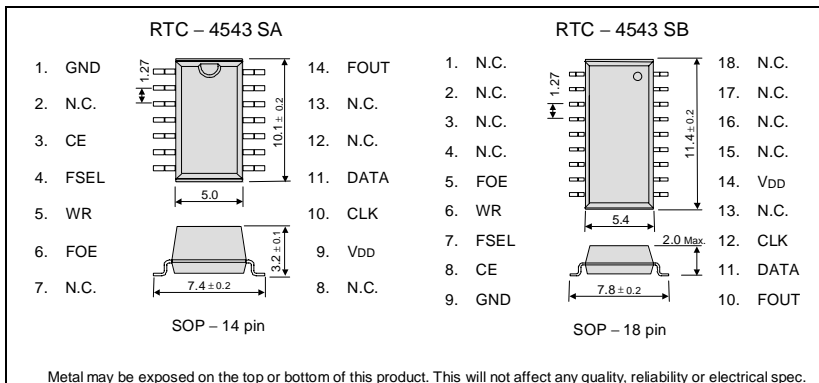 RTC – 4543 SA
1. GND
2. N.C.
3. CE
4. FSEL
5. WR
6. FOE
7. N.C.
1.27
10.1 ± 0.2
5.0
3.2 ± 0.1
7.4 ± 0.2
14. FOUT
13. N.C.
12. N.C.
11. DATA
10. CLK
9. VDD
8. N.C.
SOP – 14 pin
RTC – 4543 SB
1. N.C.
2. N.C.
3. N.C.
4. N.C.
5. FOE
6. WR
7. FSEL
8. CE
9. GND
1.27
11.4 ± 0.2
5.4
2.0 Max.
7.8 ± 0.2
18. N.C.
17. N.C.
16. N.C.
15. N.C.
14. VDD
13. N.C.
12. CLK
11. DATA
10. FOUT
SOP – 18 pin
Metal may be exposed on the top or bottom of this product. This will not affect any quality, reliability or electrical spec.